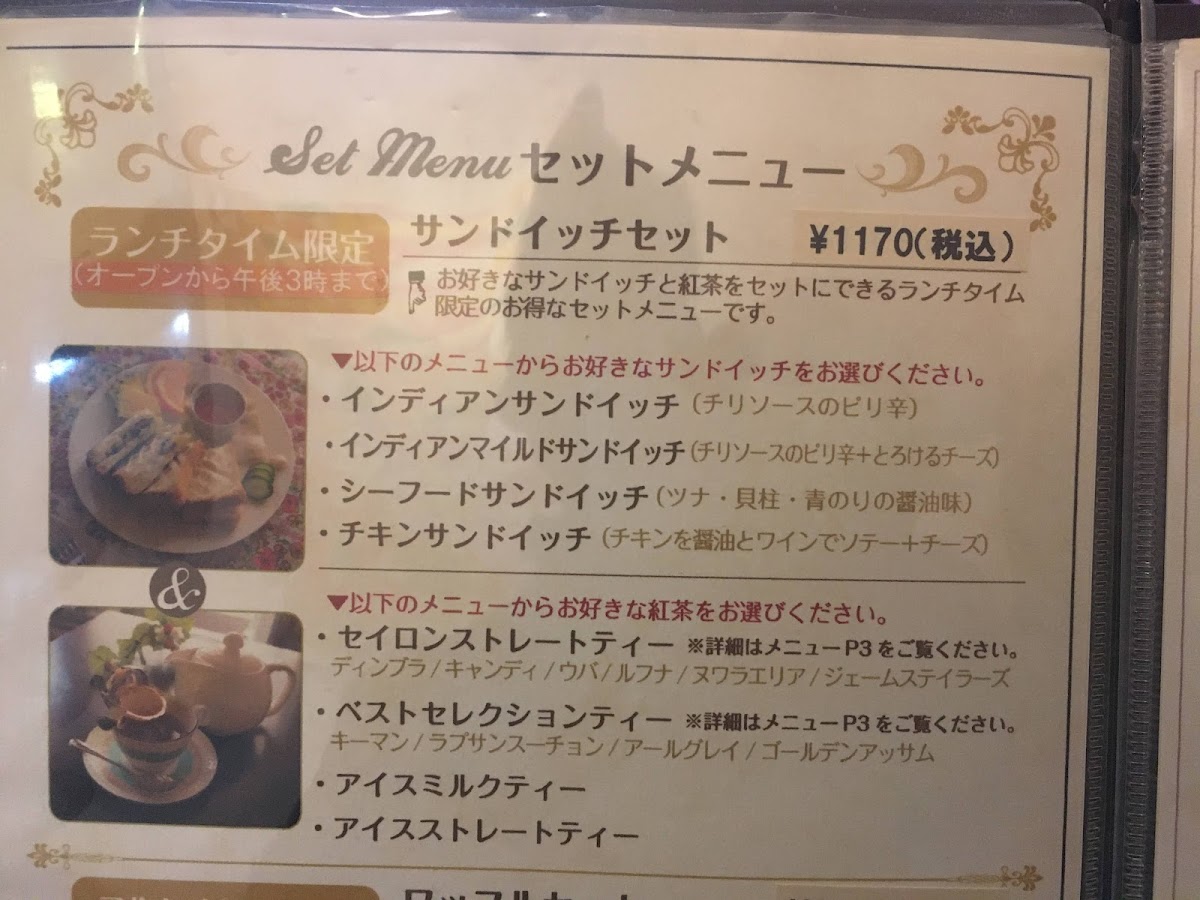 Set Menu セットメニュー
ランチタイム限定
(オープンから午後3時まで)
サンドイッチセット ¥1170(税込)
お好きなサンドイッチと紅茶をセットにできるランチタイム
限定のお得なセットメニューです。
▼以下のメニューからお好きなサンドイッチをお選びください。
・インディアンサンドイッチ (チリソースのピリ辛)
・インディアンマイルドサンドイッチ (チリソースのピリ辛+とろけるチーズ)
・シーフードサンドイッチ (ツナ・貝柱・青のりの醤油味)
・チキンサンドイッチ (チキンを醤油とワインでソテー+チーズ)
&
▼以下のメニューからお好きな紅茶をお選びください。
・セイロンストレートティー ※詳細はメニューP3をご覧ください。
ディンブラ/キャンディ/ウバ/ルフナ/ヌワラエリア/ジェームステイラーズ
・ベストセレクションティー ※詳細はメニューP3をご覧ください。
キーマン/ラプサンスーチョン/アールグレイ/ゴールデンアッサム
・アイスミルクティー
・アイスストレートティー